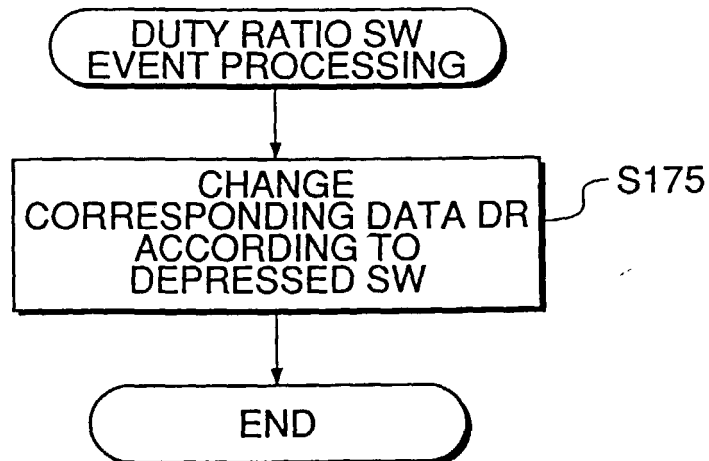 DUTY RATIO SW
EVENT PROCESSING
CHANGE
CORRESPONDING DATA DR
ACCORDING TO
DEPRESSED SW
S175
END